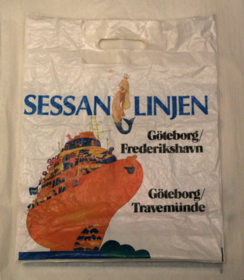 SESSAN LINJEN
Göteborg/
Frederikshavn
Göteborg/
Travemünde